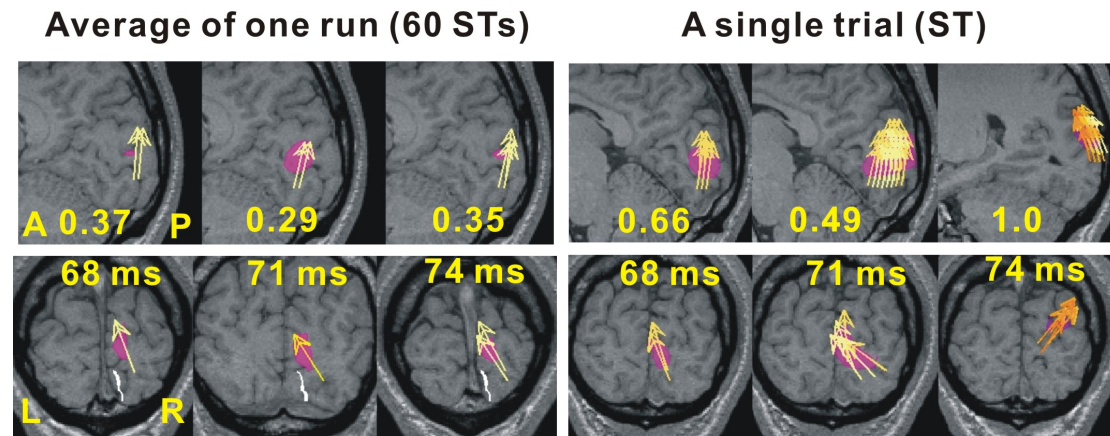 Average of one run (60 STs)
A single trial (ST)
A 0.37 P 0.29 0.35
0.66 0.49 1.0
68 ms 71 ms 74 ms
68 ms 71 ms 74 ms
L R